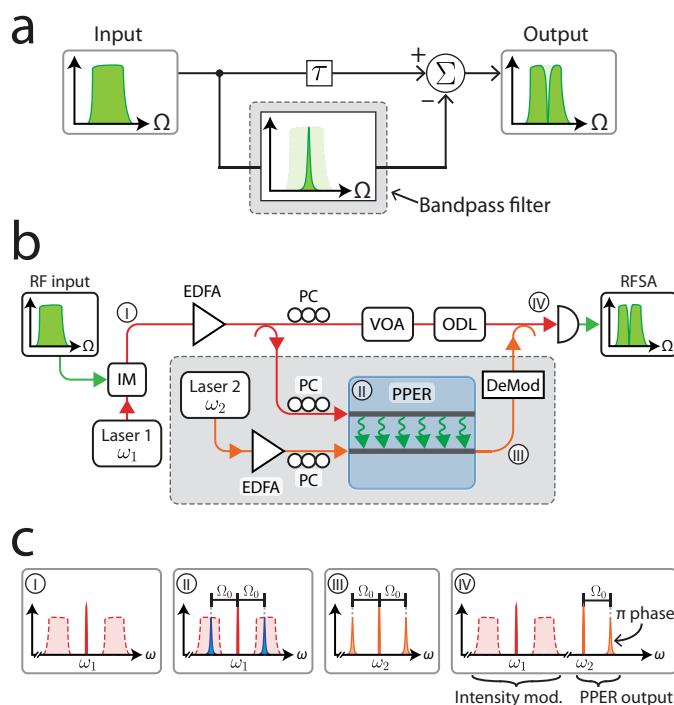 a
Input
Output
τ
+
Σ
−
Ω
Ω
Ω
Bandpass filter
b
RF input
Ω
I
EDFA
PC
VOA
ODL
IV
RFSA
Ω
IM
Laser 1
ω₁
Laser 2
ω₂
PC
II
PPER
DeMod
EDFA
PC
III
c
I
ω₁
ω
II
Ω₀ Ω₀
ω₁
ω
III
Ω₀ Ω₀
ω₂
ω
IV
Ω₀
π phase
ω₁
ω₂
ω
Intensity mod.
PPER output